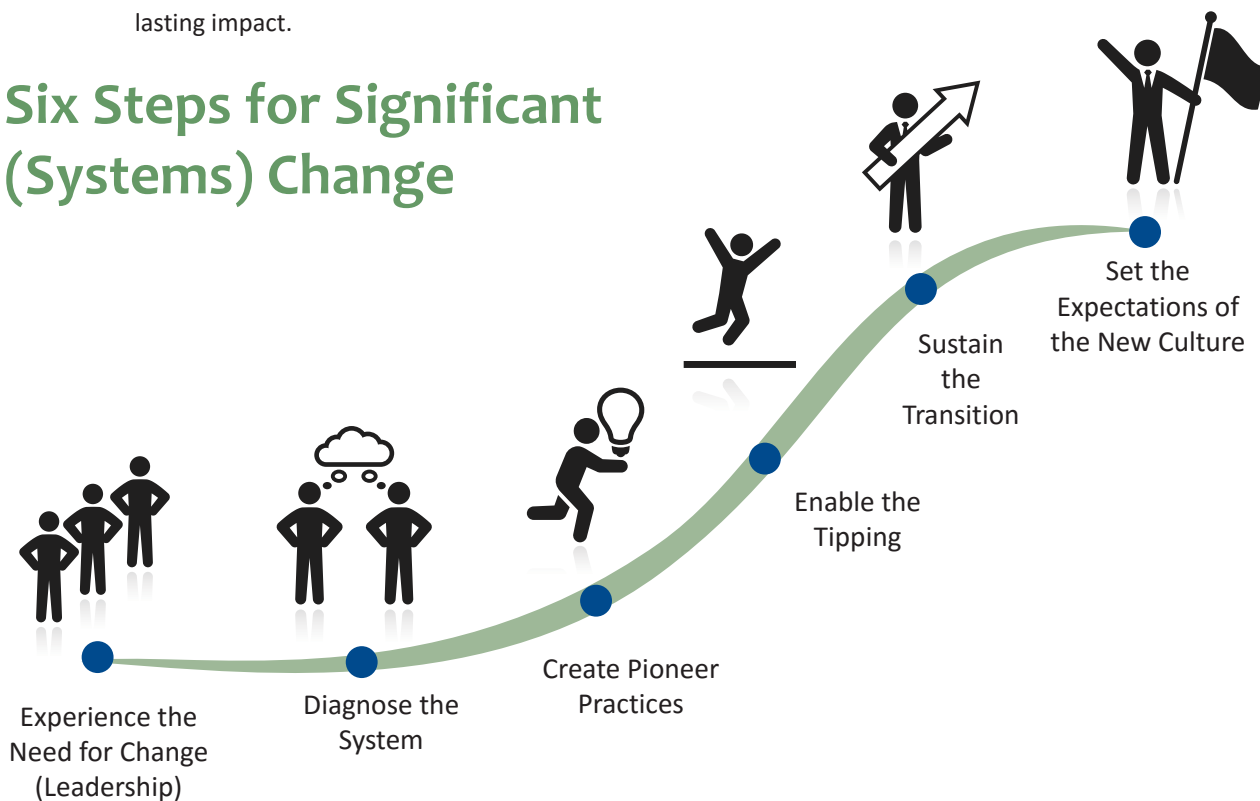 lasting impact.
Six Steps for Significant
(Systems) Change
Experience the
Need for Change
(Leadership)
Diagnose the
System
Create Pioneer
Practices
Enable the
Tipping
Sustain
the
Transition
Set the
Expectations of
the New Culture